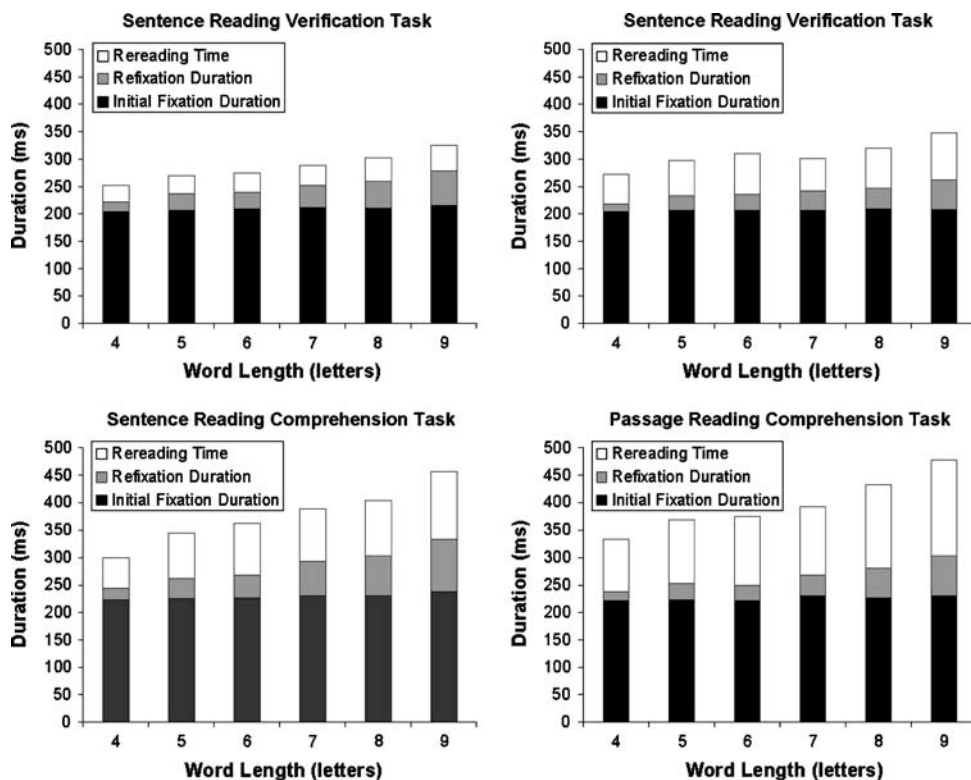 Sentence Reading Verification Task
Rereading Time
Refixation Duration
Initial Fixation Duration
Duration (ms)
500
450
400
350
300
250
200
150
100
50
0
4 5 6 7 8 9
Word Length (letters)
Sentence Reading Verification Task
Rereading Time
Refixation Duration
Initial Fixation Duration
Duration (ms)
500
450
400
350
300
250
200
150
100
50
0
4 5 6 7 8 9
Word Length (letters)
Sentence Reading Comprehension Task
Rereading Time
Refixation Duration
Initial Fixation Duration
Duration (ms)
500
450
400
350
300
250
200
150
100
50
0
4 5 6 7 8 9
Word Length (letters)
Passage Reading Comprehension Task
Rereading Time
Refixation Duration
Initial Fixation Duration
Duration (ms)
500
450
400
350
300
250
200
150
100
50
0
4 5 6 7 8 9
Word Length (letters)